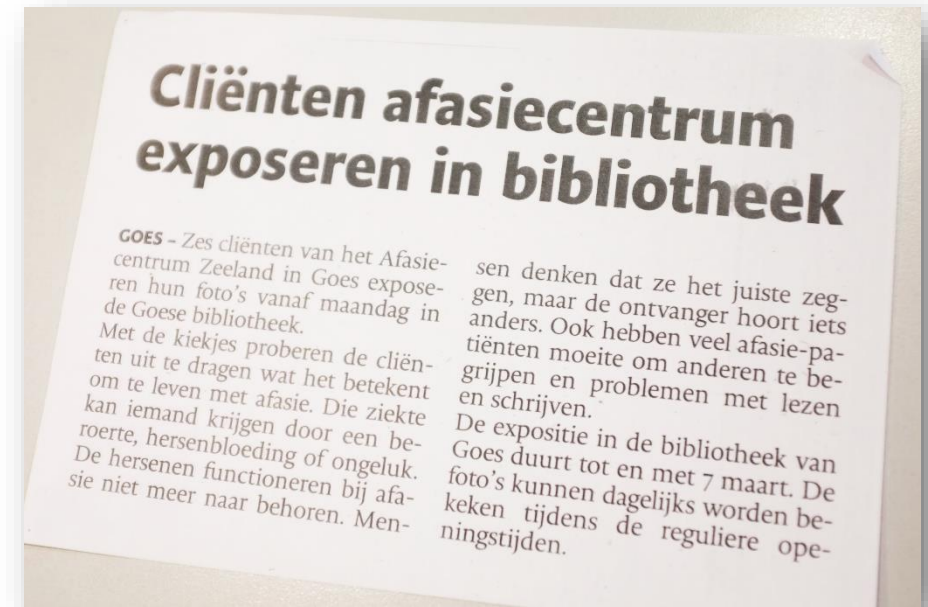 Cliënten afasiecentrum
exposeren in bibliotheek
GOES – Zes cliënten van het Afasie-
centrum Zeeland in Goes expose-
ren hun foto's vanaf maandag in
de Goese bibliotheek.
Met de kiekjes proberen de cliën-
ten uit te dragen wat het betekent
om te leven met afasie. Die ziekte
kan iemand krijgen door een be-
roerte, hersenbloeding of ongeluk.
De hersenen functioneren bij afa-
sie niet meer naar behoren. Men-
sen denken dat ze het juiste zeg-
gen, maar de ontvanger hoort iets
anders. Ook hebben veel afasie-pa-
tiënten moeite om anderen te be-
grijpen en problemen met lezen
en schrijven.
De expositie in de bibliotheek van
Goes duurt tot en met 7 maart. De
foto's kunnen dagelijks worden be-
keken tijdens de reguliere ope-
ningstijden.